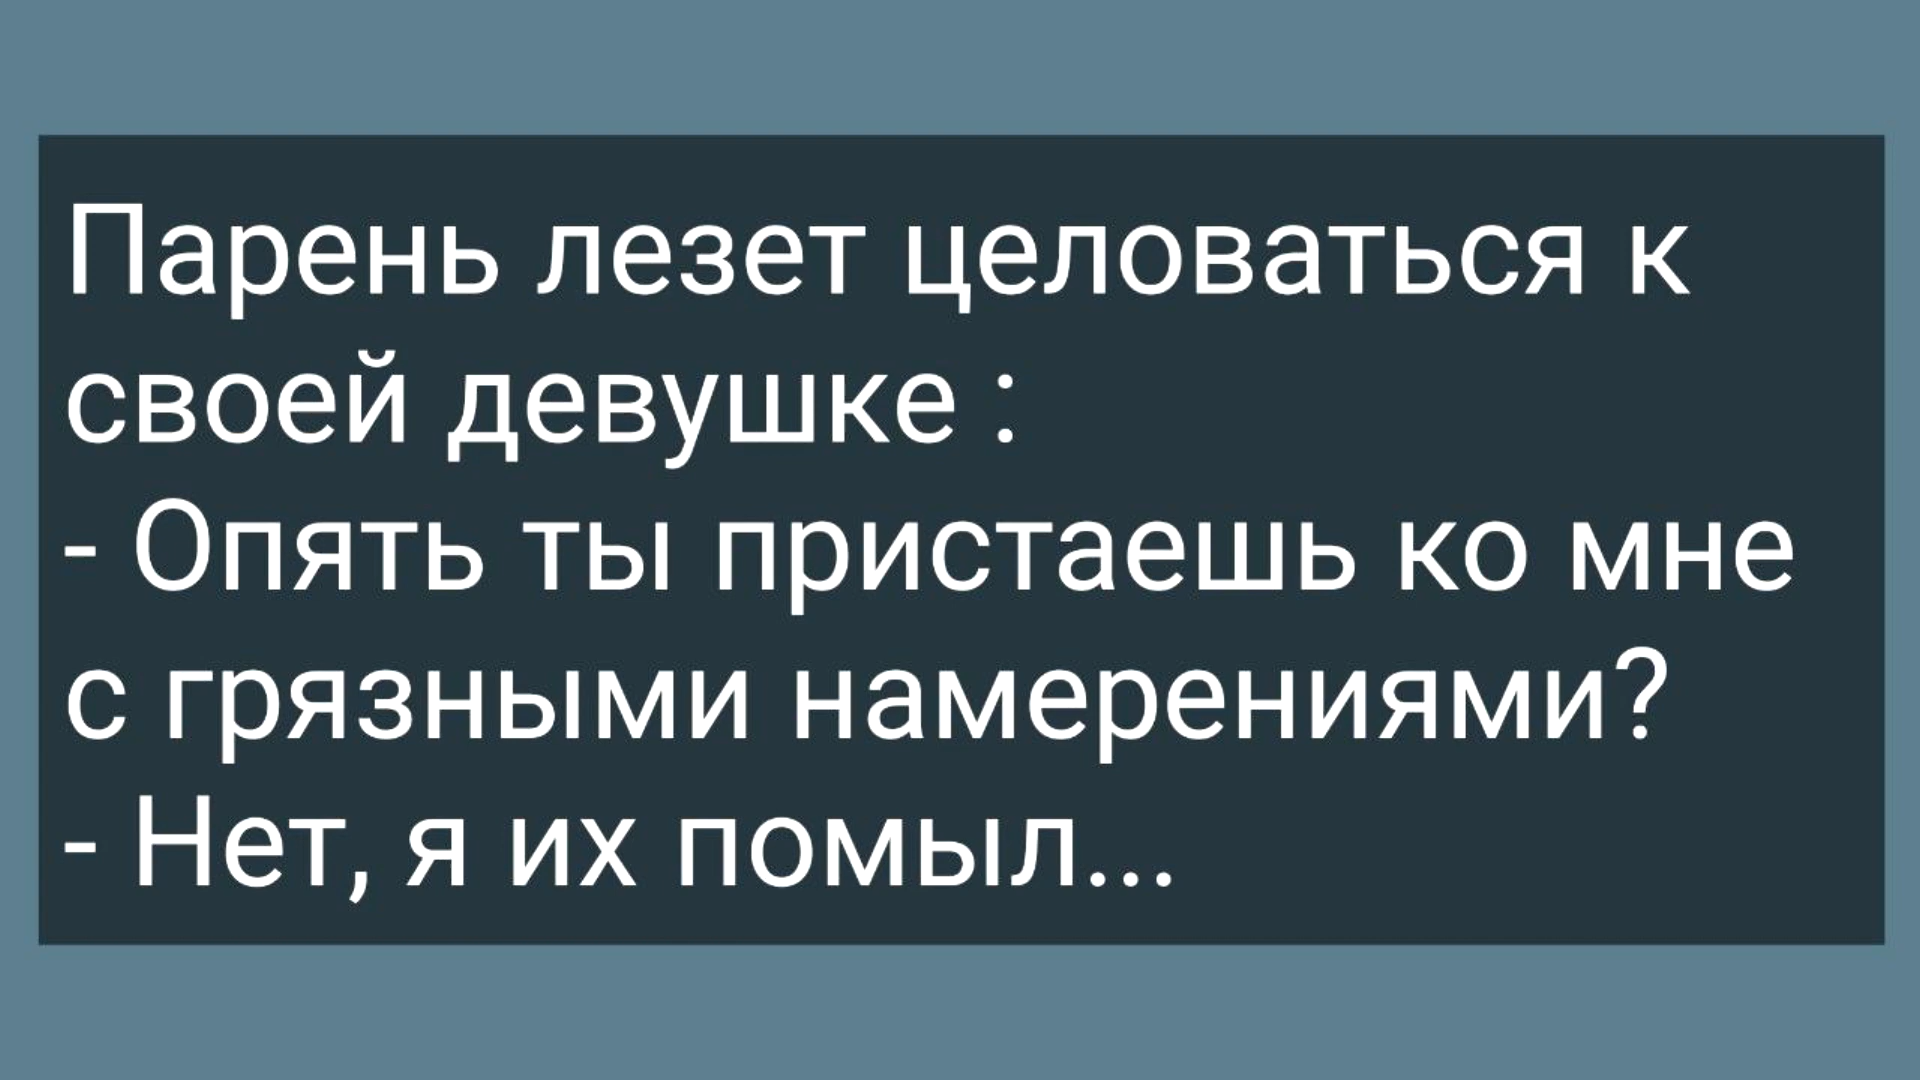 Парень лезет целоваться к
своей девушке :
- Опять ты пристаешь ко мне
с грязными намерениями?
- Нет, я их помыл...